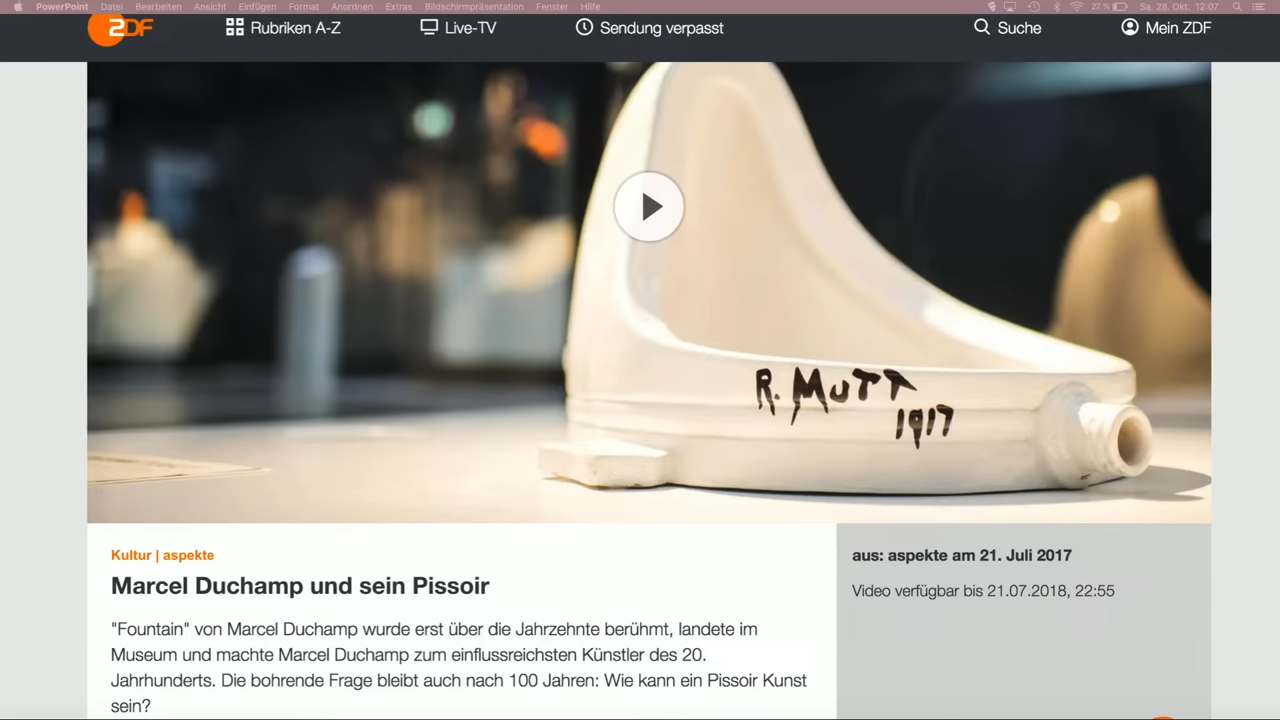 PowerPoint Datei Bearbeiten Ansicht Einfügen Format Anordnen Extras Bildschirmpräsentation Fenster Hilfe 27 % Sa. 28. Okt. 12:07
ZDF Rubriken A-Z Live-TV Sendung verpasst Suche Mein ZDF
R. MUTT
1917
Kultur | aspekte
Marcel Duchamp und sein Pissoir
"Fountain" von Marcel Duchamp wurde erst über die Jahrzehnte berühmt, landete im
Museum und machte Marcel Duchamp zum einflussreichsten Künstler des 20.
Jahrhunderts. Die bohrende Frage bleibt auch nach 100 Jahren: Wie kann ein Pissoir Kunst
sein?
aus: aspekte am 21. Juli 2017
Video verfügbar bis 21.07.2018, 22:55